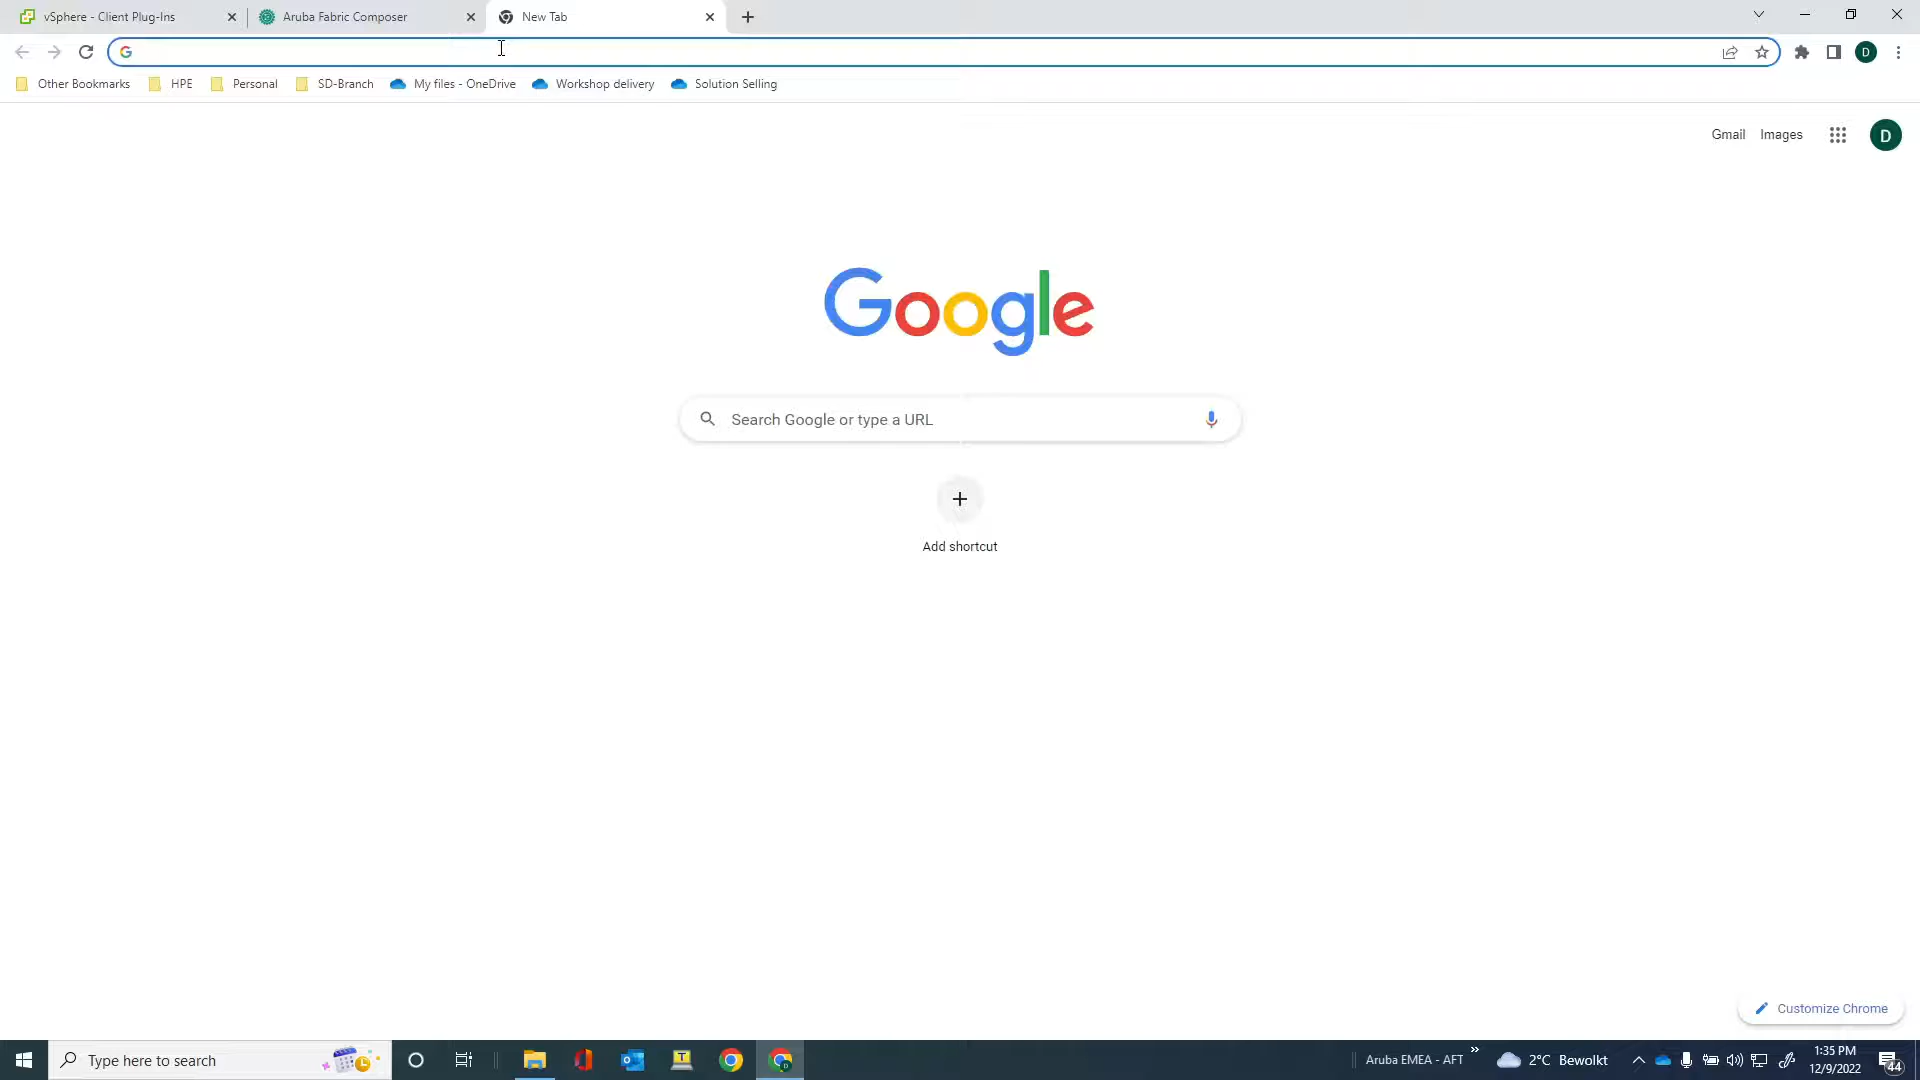 vSphere - Client Plug-Ins
Aruba Fabric Composer
New Tab
Other Bookmarks
HPE
Personal
SD-Branch
My files - OneDrive
Workshop delivery
Solution Selling
D
Gmail
Images
D
Google
Search Google or type a URL
Add shortcut
Customize Chrome
Type here to search
Aruba EMEA - AFT
2°C Bewolkt
1:35 PM
12/9/2022
44